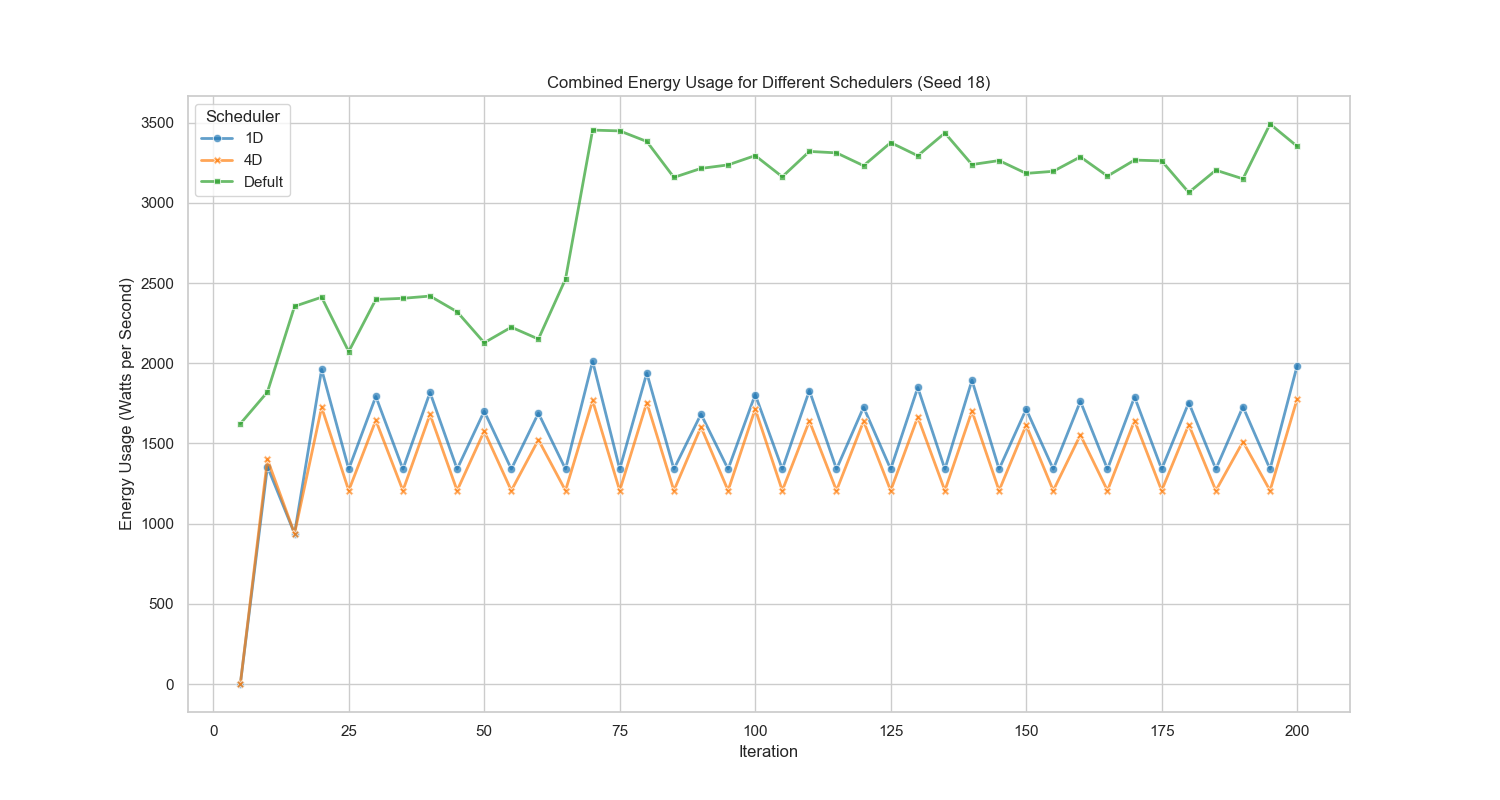 Combined Energy Usage for Different Schedulers (Seed 18)
Scheduler
1D
4D
Defult
3500
3000
2500
2000
1500
1000
500
0
Energy Usage (Watts per Second)
0 25 50 75 100 125 150 175 200
Iteration